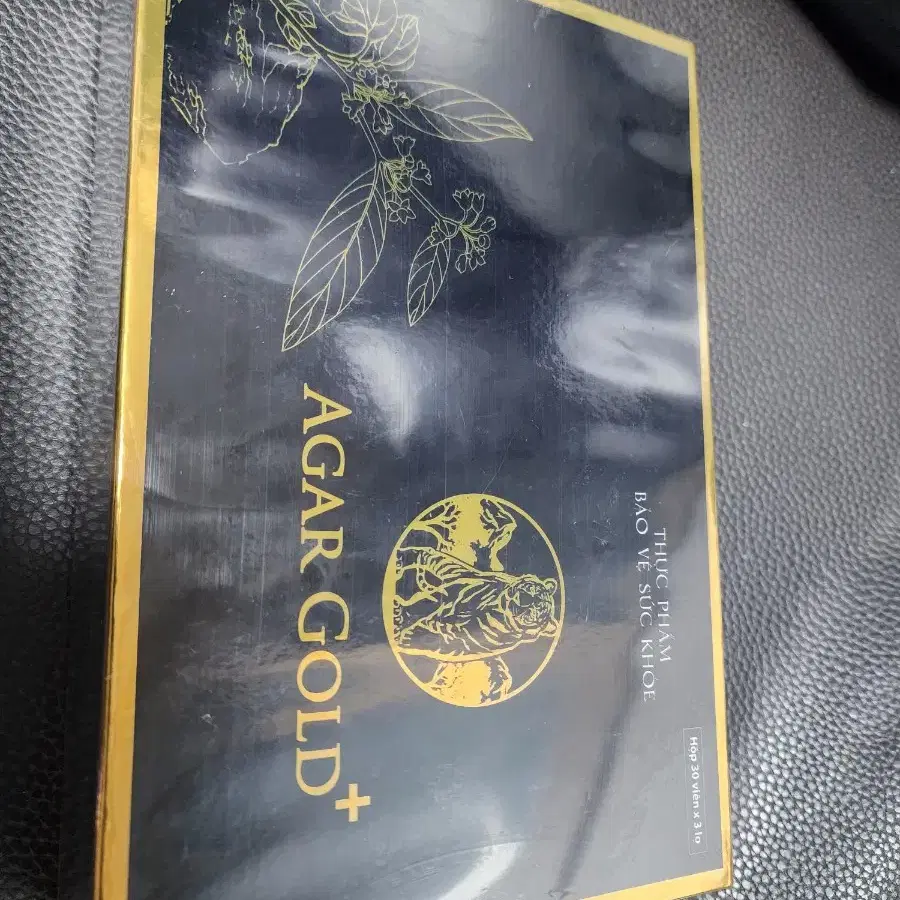 THỰC PHẨM
BẢO VỆ SỨC KHỎE
Hộp 30 viên x 3 lọ
AGAR GOLD+